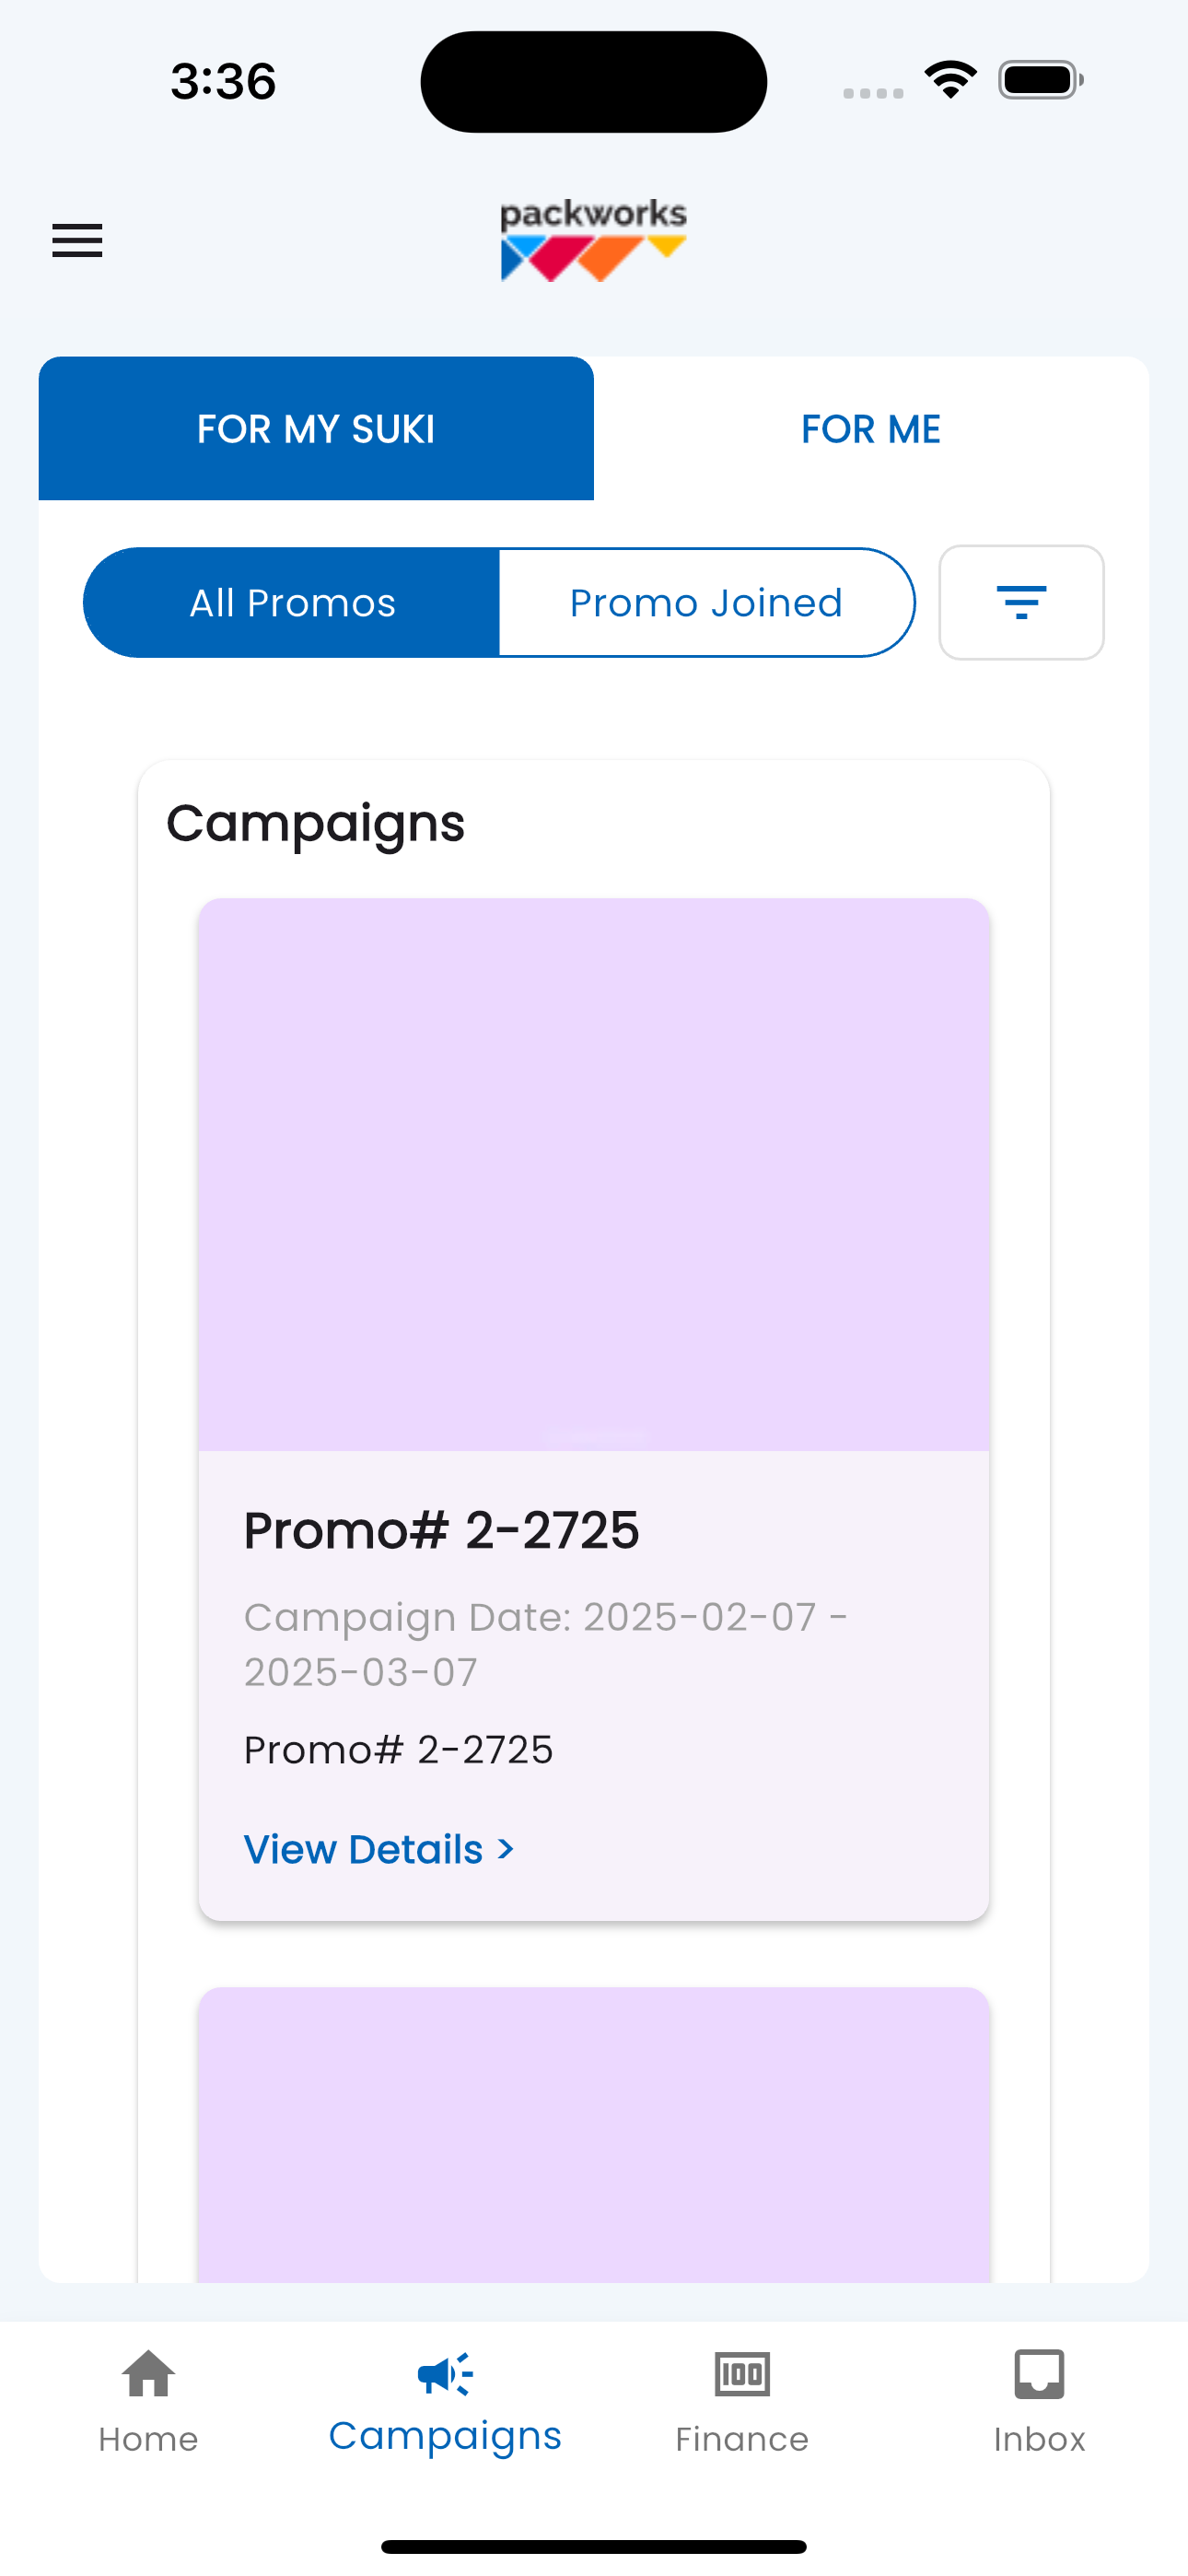 3:36
packworks
FOR MY SUKI
FOR ME
All Promos
Promo Joined
Campaigns
Promo# 2-2725
Campaign Date: 2025-02-07 -
2025-03-07
Promo# 2-2725
View Details >
100
Home
Campaigns
Finance
Inbox